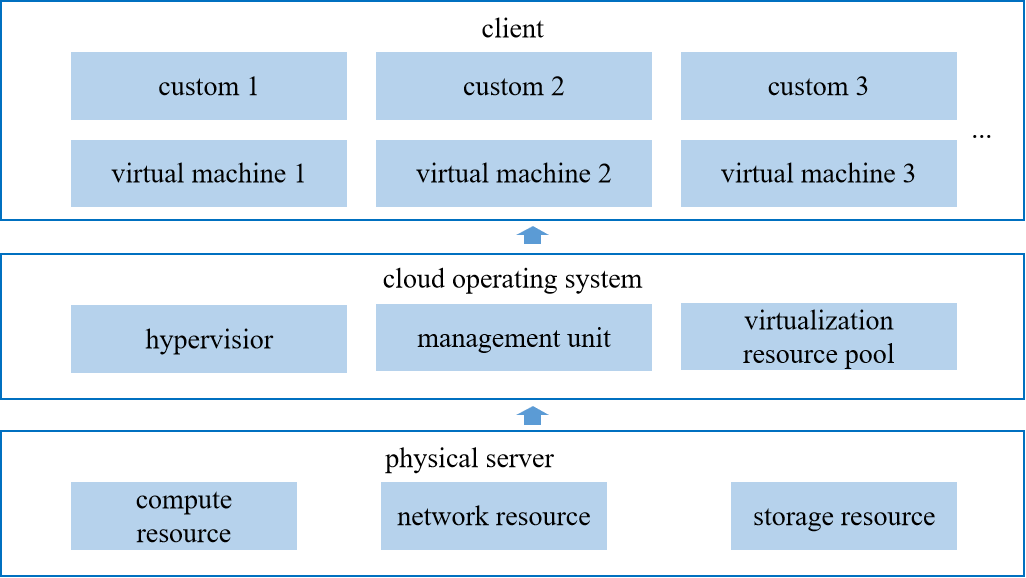 client
custom 1
custom 2
custom 3
...
virtual machine 1
virtual machine 2
virtual machine 3
cloud operating system
hypervisior
management unit
virtualization
resource pool
physical server
compute
resource
network resource
storage resource